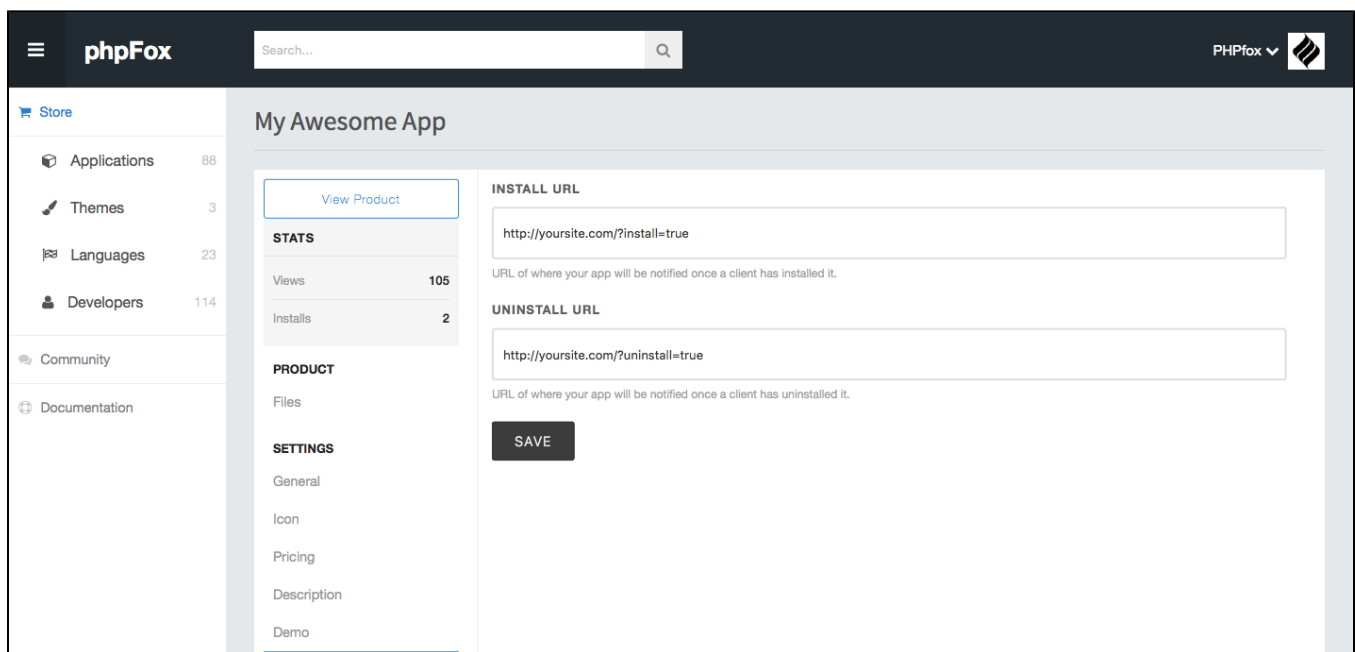 phpFox
Search...
PHPfox
Store
Applications 88
Themes 3
Languages 23
Developers 114
Community
Documentation
My Awesome App
View Product
STATS
Views 105
Installs 2
PRODUCT
Files
SETTINGS
General
Icon
Pricing
Description
Demo
INSTALL URL
http://yoursite.com/?install=true
URL of where your app will be notified once a client has installed it.
UNINSTALL URL
http://yoursite.com/?uninstall=true
URL of where your app will be notified once a client has uninstalled it.
SAVE